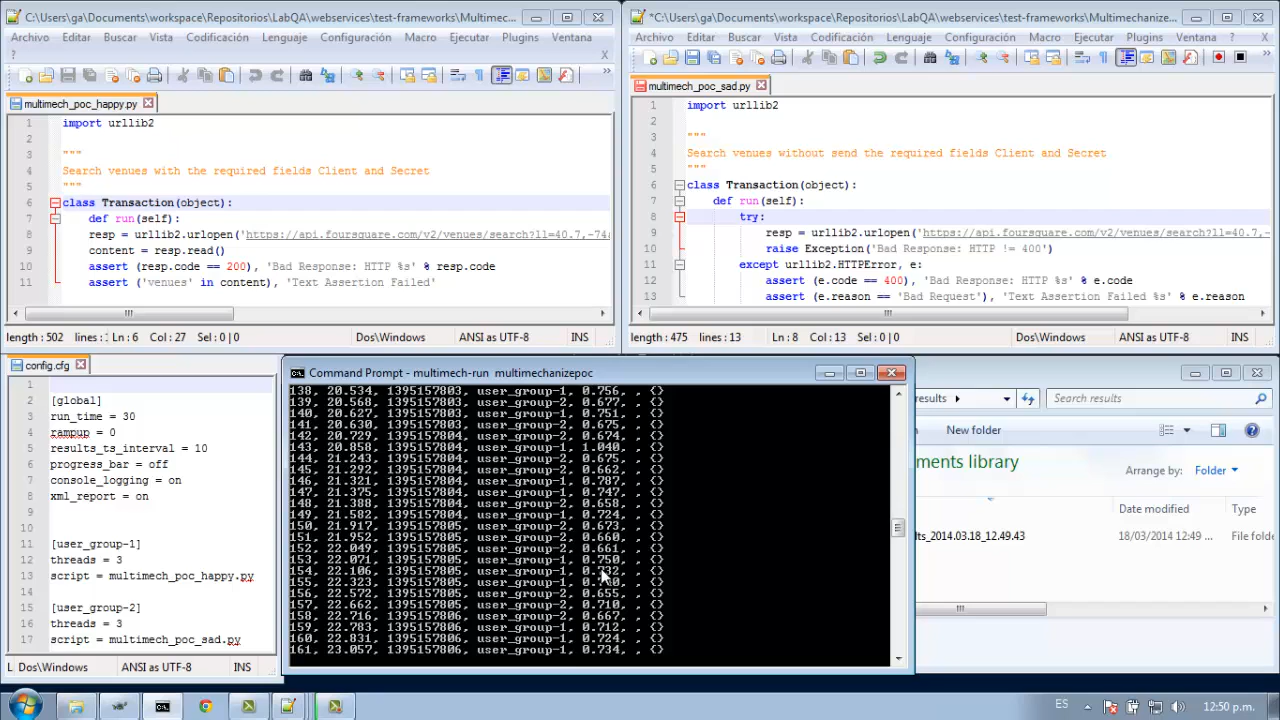 C:\Users\ga\Documents\workspace\Repositorios\LabQA\webservices\test-frameworks\Multimec...
Archivo Editar Buscar Vista Codificación Lenguaje Configuración Macro Ejecutar Plugins Ventana
? X
multimech_poc_happy.py
1 import urllib2
2
3 """
4 Search venues with the required fields Client and Secret
5 """
6 class Transaction(object):
7 def run(self):
8 resp = urllib2.urlopen('https://api.foursquare.com/v2/venues/search?ll=40.7,-74&
9 content = resp.read()
10 assert (resp.code == 200), 'Bad Response: HTTP %s' % resp.code
11 assert ('venues' in content), 'Text Assertion Failed'
length : 502 lines : Ln : 6 Col : 27 Sel : 0 | 0 Dos\Windows ANSI as UTF-8 INS
*C:\Users\ga\Documents\workspace\Repositorios\LabQA\webservices\test-frameworks\Multimechanize...
Archivo Editar Buscar Vista Codificación Lenguaje Configuración Macro Ejecutar Plugins Ventana ? X
multimech_poc_sad.py
1 import urllib2
2
3 """
4 Search venues without send the required fields Client and Secret
5 """
6 class Transaction(object):
7 def run(self):
8 try:
9 resp = urllib2.urlopen('https://api.foursquare.com/v2/venues/search?ll=40.7,-
10 raise Exception('Bad Response: HTTP != 400')
11 except urllib2.HTTPError, e:
12 assert (e.code == 400), 'Bad Response: HTTP %s' % e.code
13 assert (e.reason == 'Bad Request'), 'Text Assertion Failed %s' % e.reason
length : 475 lines : 13 Ln : 8 Col : 13 Sel : 0 | 0 Dos\Windows ANSI as UTF-8 INS
config.cfg
1
2 [global]
3 run_time = 30
4 rampup = 0
5 results_ts_interval = 10
6 progress_bar = off
7 console_logging = on
8 xml_report = on
9
10
11 [user_group-1]
12 threads = 3
13 script = multimech_poc_happy.py
14
15 [user_group-2]
16 threads = 3
17 script = multimech_poc_sad.py
L Dos\Windows ANSI as UTF-8 INS
Command Prompt - multimech-run multimechanizepoc
138, 20.534, 1395157803, user_group-1, 0.756, , {}
139, 20.568, 1395157803, user_group-2, 0.677, , {}
140, 20.627, 1395157803, user_group-1, 0.751, , {}
141, 20.630, 1395157803, user_group-2, 0.675, , {}
142, 20.729, 1395157804, user_group-2, 0.674, , {}
143, 20.858, 1395157804, user_group-1, 1.040, , {}
144, 21.243, 1395157804, user_group-2, 0.675, , {}
145, 21.292, 1395157804, user_group-2, 0.662, , {}
146, 21.321, 1395157804, user_group-1, 0.787, , {}
147, 21.375, 1395157804, user_group-1, 0.747, , {}
148, 21.388, 1395157804, user_group-2, 0.658, , {}
149, 21.582, 1395157804, user_group-1, 0.724, , {}
150, 21.917, 1395157805, user_group-2, 0.673, , {}
151, 21.952, 1395157805, user_group-2, 0.660, , {}
152, 22.049, 1395157805, user_group-2, 0.661, , {}
153, 22.071, 1395157805, user_group-1, 0.750, , {}
154, 22.106, 1395157805, user_group-1, 0.732, , {}
155, 22.323, 1395157805, user_group-1, , {}
156, 22.572, 1395157805, user_group-2, 0.655, , {}
157, 22.662, 1395157805, user_group-2, 0.710, , {}
158, 22.716, 1395157806, user_group-2, 0.667, , {}
159, 22.783, 1395157806, user_group-1, 0.712, , {}
160, 22.831, 1395157806, user_group-1, 0.724, , {}
161, 23.057, 1395157806, user_group-1, 0.734, , {}
results Search results
New folder
ments library
Arrange by: Folder
Date modified Type
lts_2014.03.18_12.49.43 18/03/2014 12:49 ... File folde
ES 12:50 p.m.